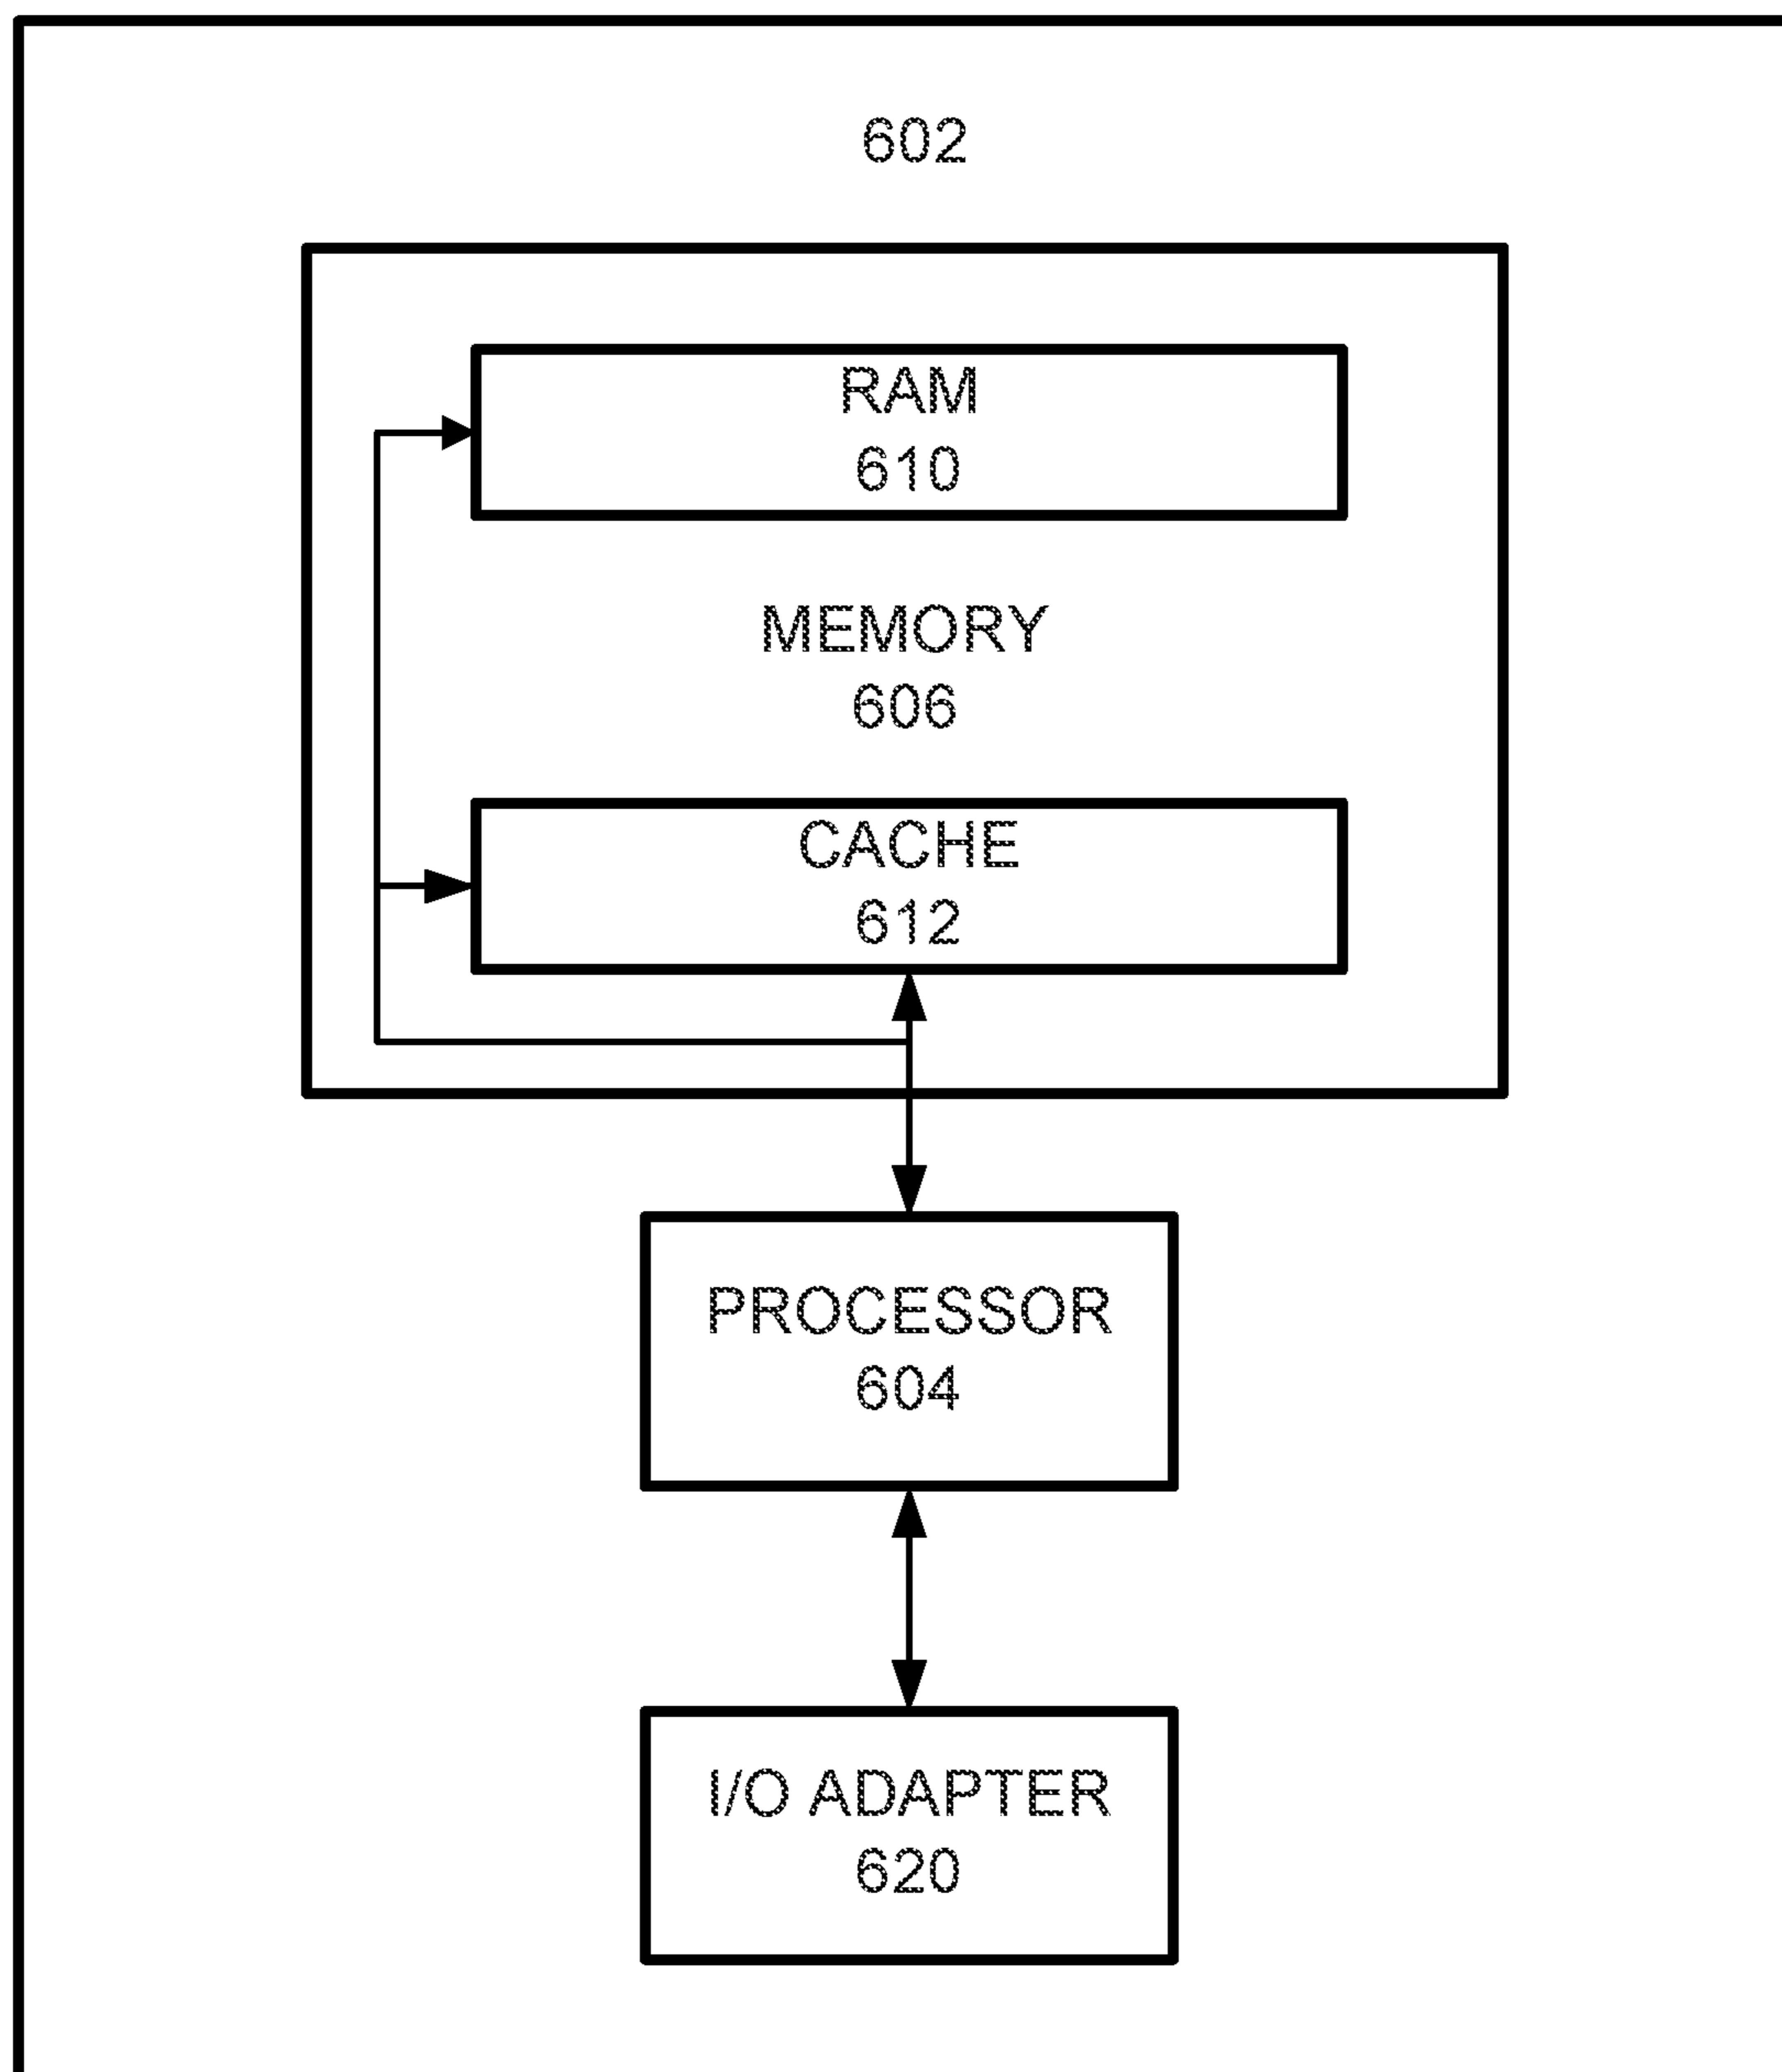 602
RAM
610
MEMORY
606
CACHE
612
PROCESSOR
604
I/O ADAPTER
620